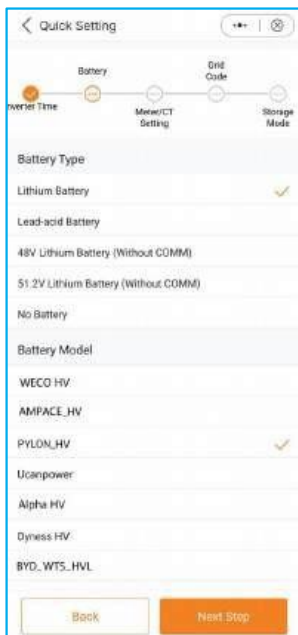 Quick Setting
Battery
Grid
Code
nverter Time
Meter/CT
Setting
Storage
Mode
Battery Type
Lithium Battery
Lead-acid Battery
48V Lithium Battery (Without COMM)
51.2V Lithium Battery (Without COMM)
No Battery
Battery Model
WECO HV
AMPACE_HV
PYLON_HV
Ucanpower
Alpha HV
Dyness HV
BYD_WTS_HVL
Back
Next Step